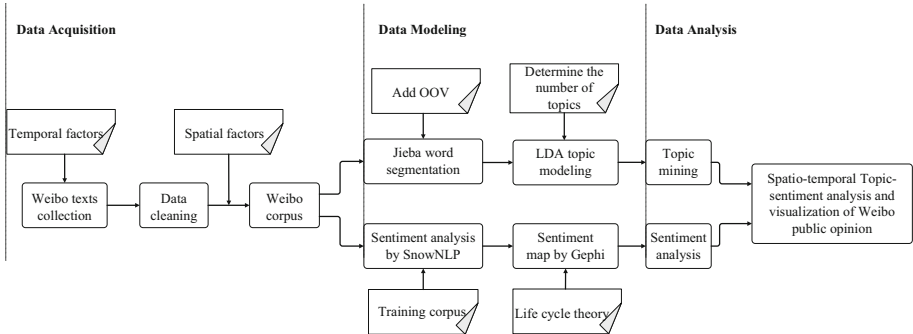 Data Acquisition
Data Modeling
Data Analysis
Add OOV
Determine the
number of
topics
Temporal factors
Spatial factors
Jieba word
segmentation
LDA topic
modeling
Topic
mining
Weibo texts
collection
Data
cleaning
Weibo
corpus
Spatio-temporal Topic-
sentiment analysis and
visualization of Weibo
public opinion
Sentiment analysis
by SnowNLP
Sentiment
map by Gephi
Sentiment
analysis
Training corpus
Life cycle theory